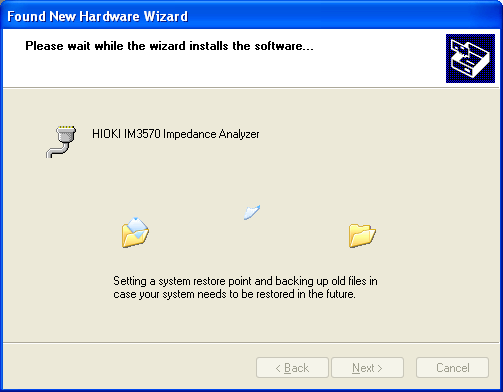 Found New Hardware Wizard
Please wait while the wizard installs the software...
HIOKI IM3570 Impedance Analyzer
Setting a system restore point and backing up old files in
case your system needs to be restored in the future.
< Back
Next >
Cancel